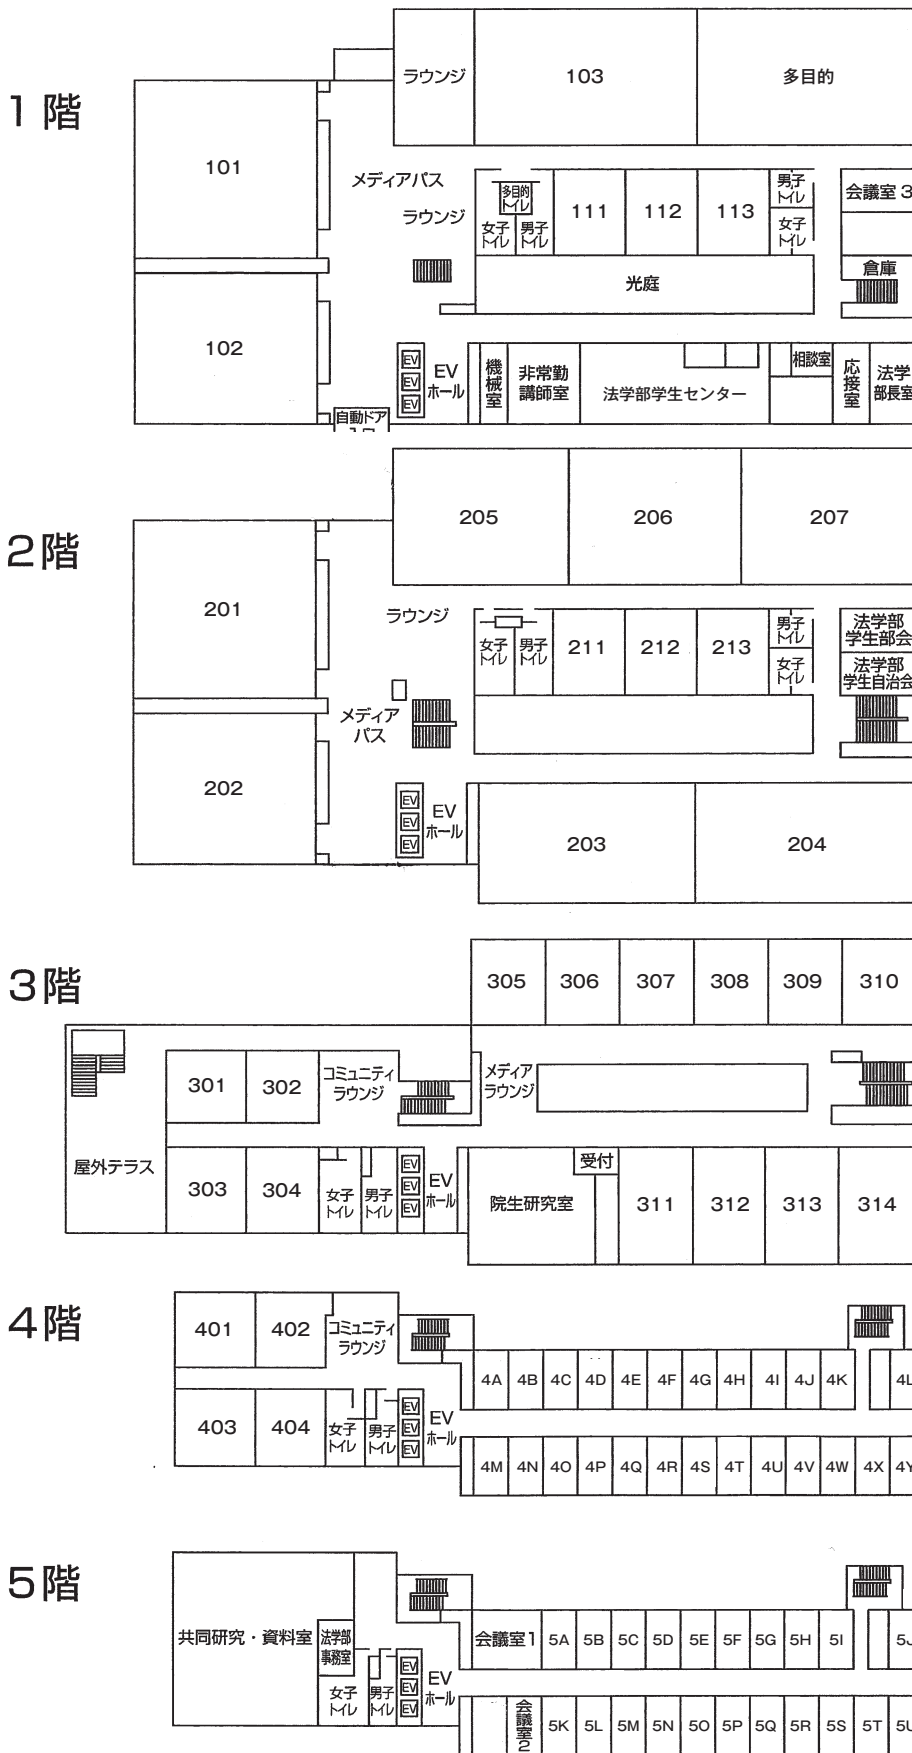 1階
ラウンジ
103
多目的
101
メディアパス
ラウンジ
多目的
トイレ
女子
トイレ
男子
トイレ
111
112
113
男子
トイレ
女子
トイレ
会議室3
倉庫
光庭
102
EV
EV
EV
EV
ホール
機械室
非常勤
講師室
法学部学生センター
相談室
応接室
法学
部長室
自動ドア
2階
205
206
207
201
ラウンジ
女子
トイレ
男子
トイレ
211
212
213
男子
トイレ
女子
トイレ
法学部
学生部会
法学部
学生自治会
メディア
パス
202
EV
EV
EV
EV
ホール
203
204
3階
305
306
307
308
309
310
301
302
コミュニティ
ラウンジ
メディア
ラウンジ
屋外テラス
303
304
女子
トイレ
男子
トイレ
EV
EV
EV
EV
ホール
院生研究室
受付
311
312
313
314
4階
401
402
コミュニティ
ラウンジ
4A
4B
4C
4D
4E
4F
4G
4H
4I
4J
4K
4L
403
404
女子
トイレ
男子
トイレ
EV
EV
EV
EV
ホール
4M
4N
4O
4P
4Q
4R
4S
4T
4U
4V
4W
4X
4Y
5階
共同研究・資料室
法学部
事務室
会議室1
5A
5B
5C
5D
5E
5F
5G
5H
5I
5J
女子
トイレ
男子
トイレ
EV
EV
EV
EV
ホール
会議室2
5K
5L
5M
5N
5O
5P
5Q
5R
5S
5T
5U